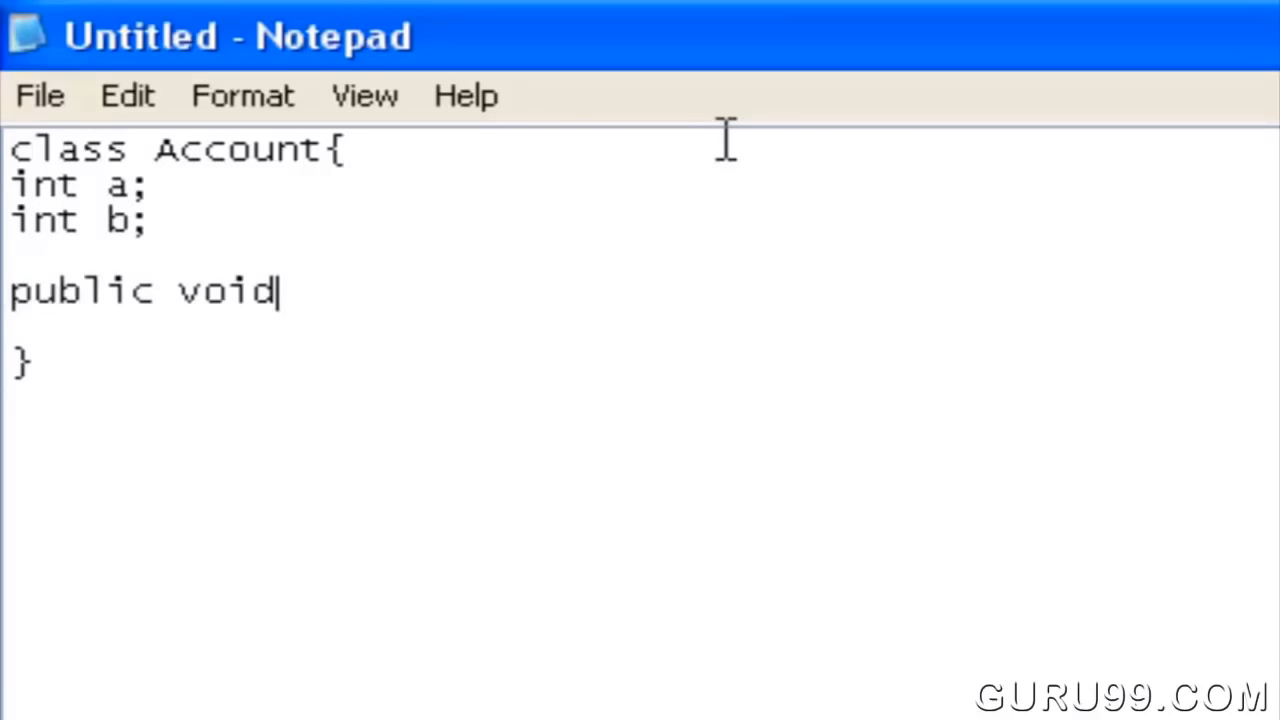 Untitled - Notepad
File Edit Format View Help
class Account{
int a;
int b;
public void
}
GURU99.COM